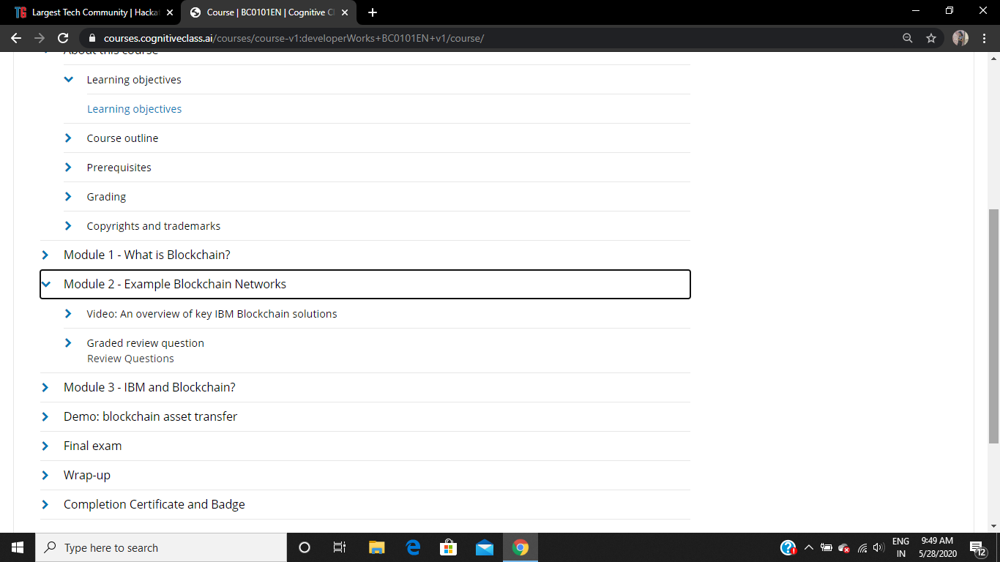 Largest Tech Community | Hacka
Course | BC0101EN | Cognitive Cl
courses.cognitiveclass.ai/courses/course-v1:developerWorks+BC0101EN+v1/course/
About this course
Learning objectives
Learning objectives
Course outline
Prerequisites
Grading
Copyrights and trademarks
Module 1 - What is Blockchain?
Module 2 - Example Blockchain Networks
Video: An overview of key IBM Blockchain solutions
Graded review question
Review Questions
Module 3 - IBM and Blockchain?
Demo: blockchain asset transfer
Final exam
Wrap-up
Completion Certificate and Badge
Type here to search
ENG
IN
9:49 AM
5/28/2020
12